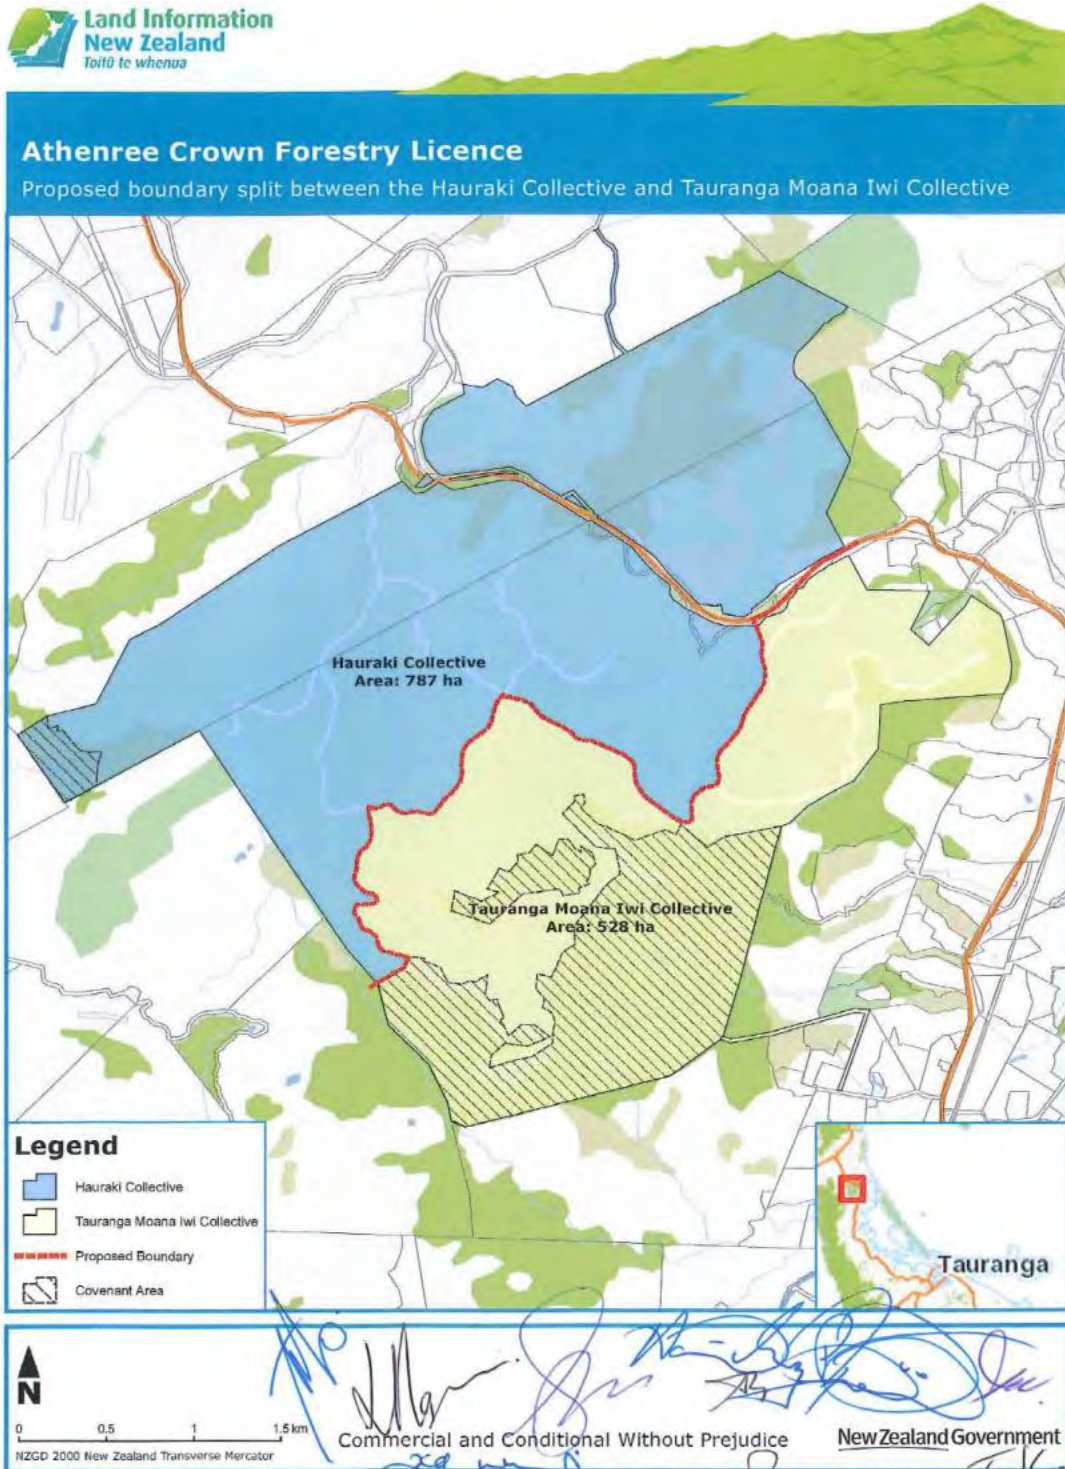 Land Information
New Zealand
Toitū te whenua
Athenree Crown Forestry Licence
Proposed boundary split between the Hauraki Collective and Tauranga Moana Iwi Collective
Hauraki Collective
Area: 787 ha
Tauranga Moana Iwi Collective
Area: 528 ha
Legend
Hauraki Collective
Tauranga Moana Iwi Collective
Proposed Boundary
Covenant Area
Tauranga
N
0 0.5 1 1.5 km
NZGD 2000 New Zealand Transverse Mercator
Commercial and Conditional Without Prejudice
New Zealand Government